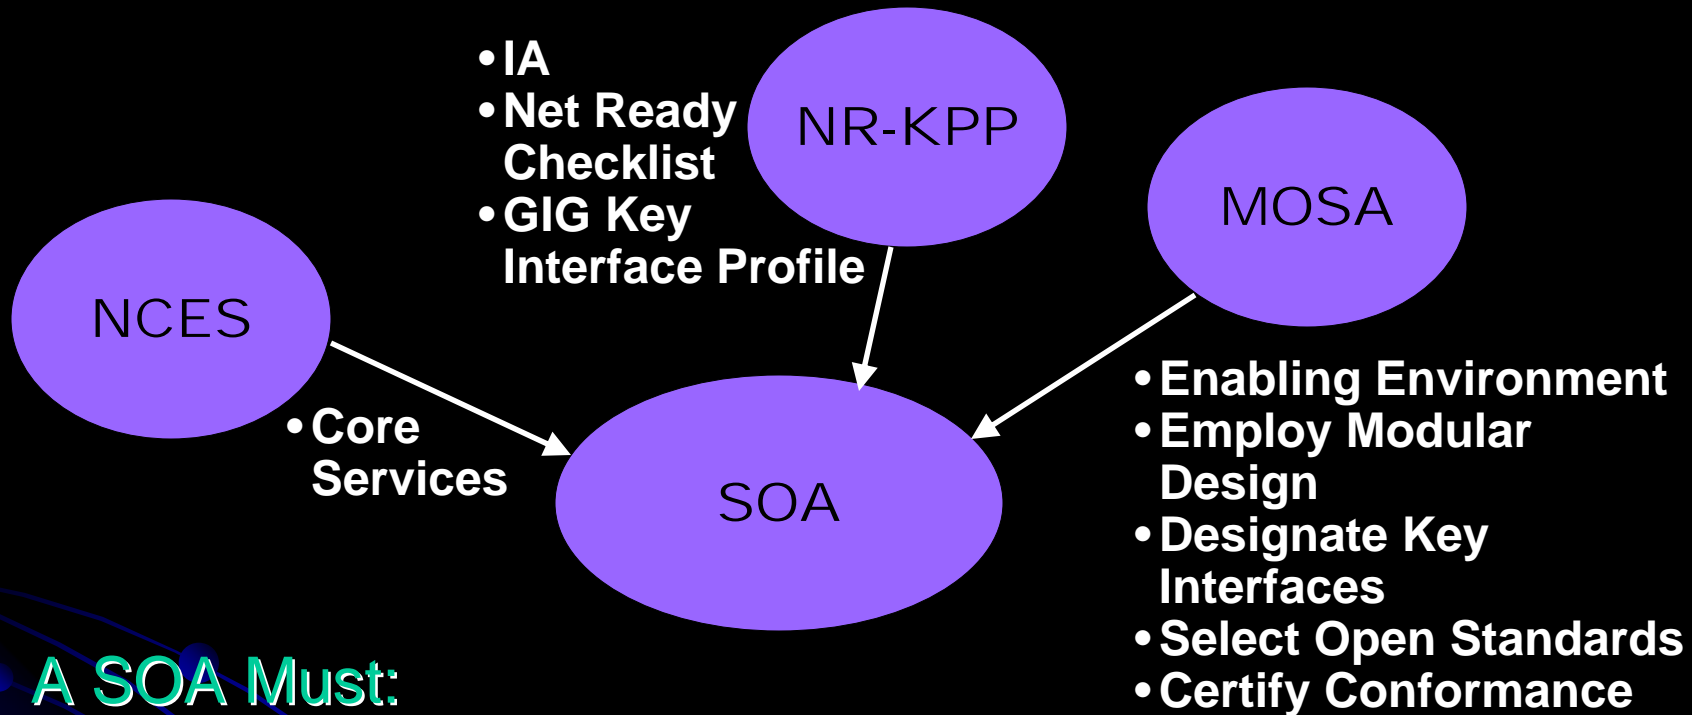 • IA
• Net Ready
Checklist
• GIG Key
Interface Profile
NR-KPP
MOSA
NCES
• Core
Services
SOA
• Enabling Environment
• Employ Modular
Design
• Designate Key
Interfaces
• Select Open Standards
• Certify Conformance
A SOA Must: